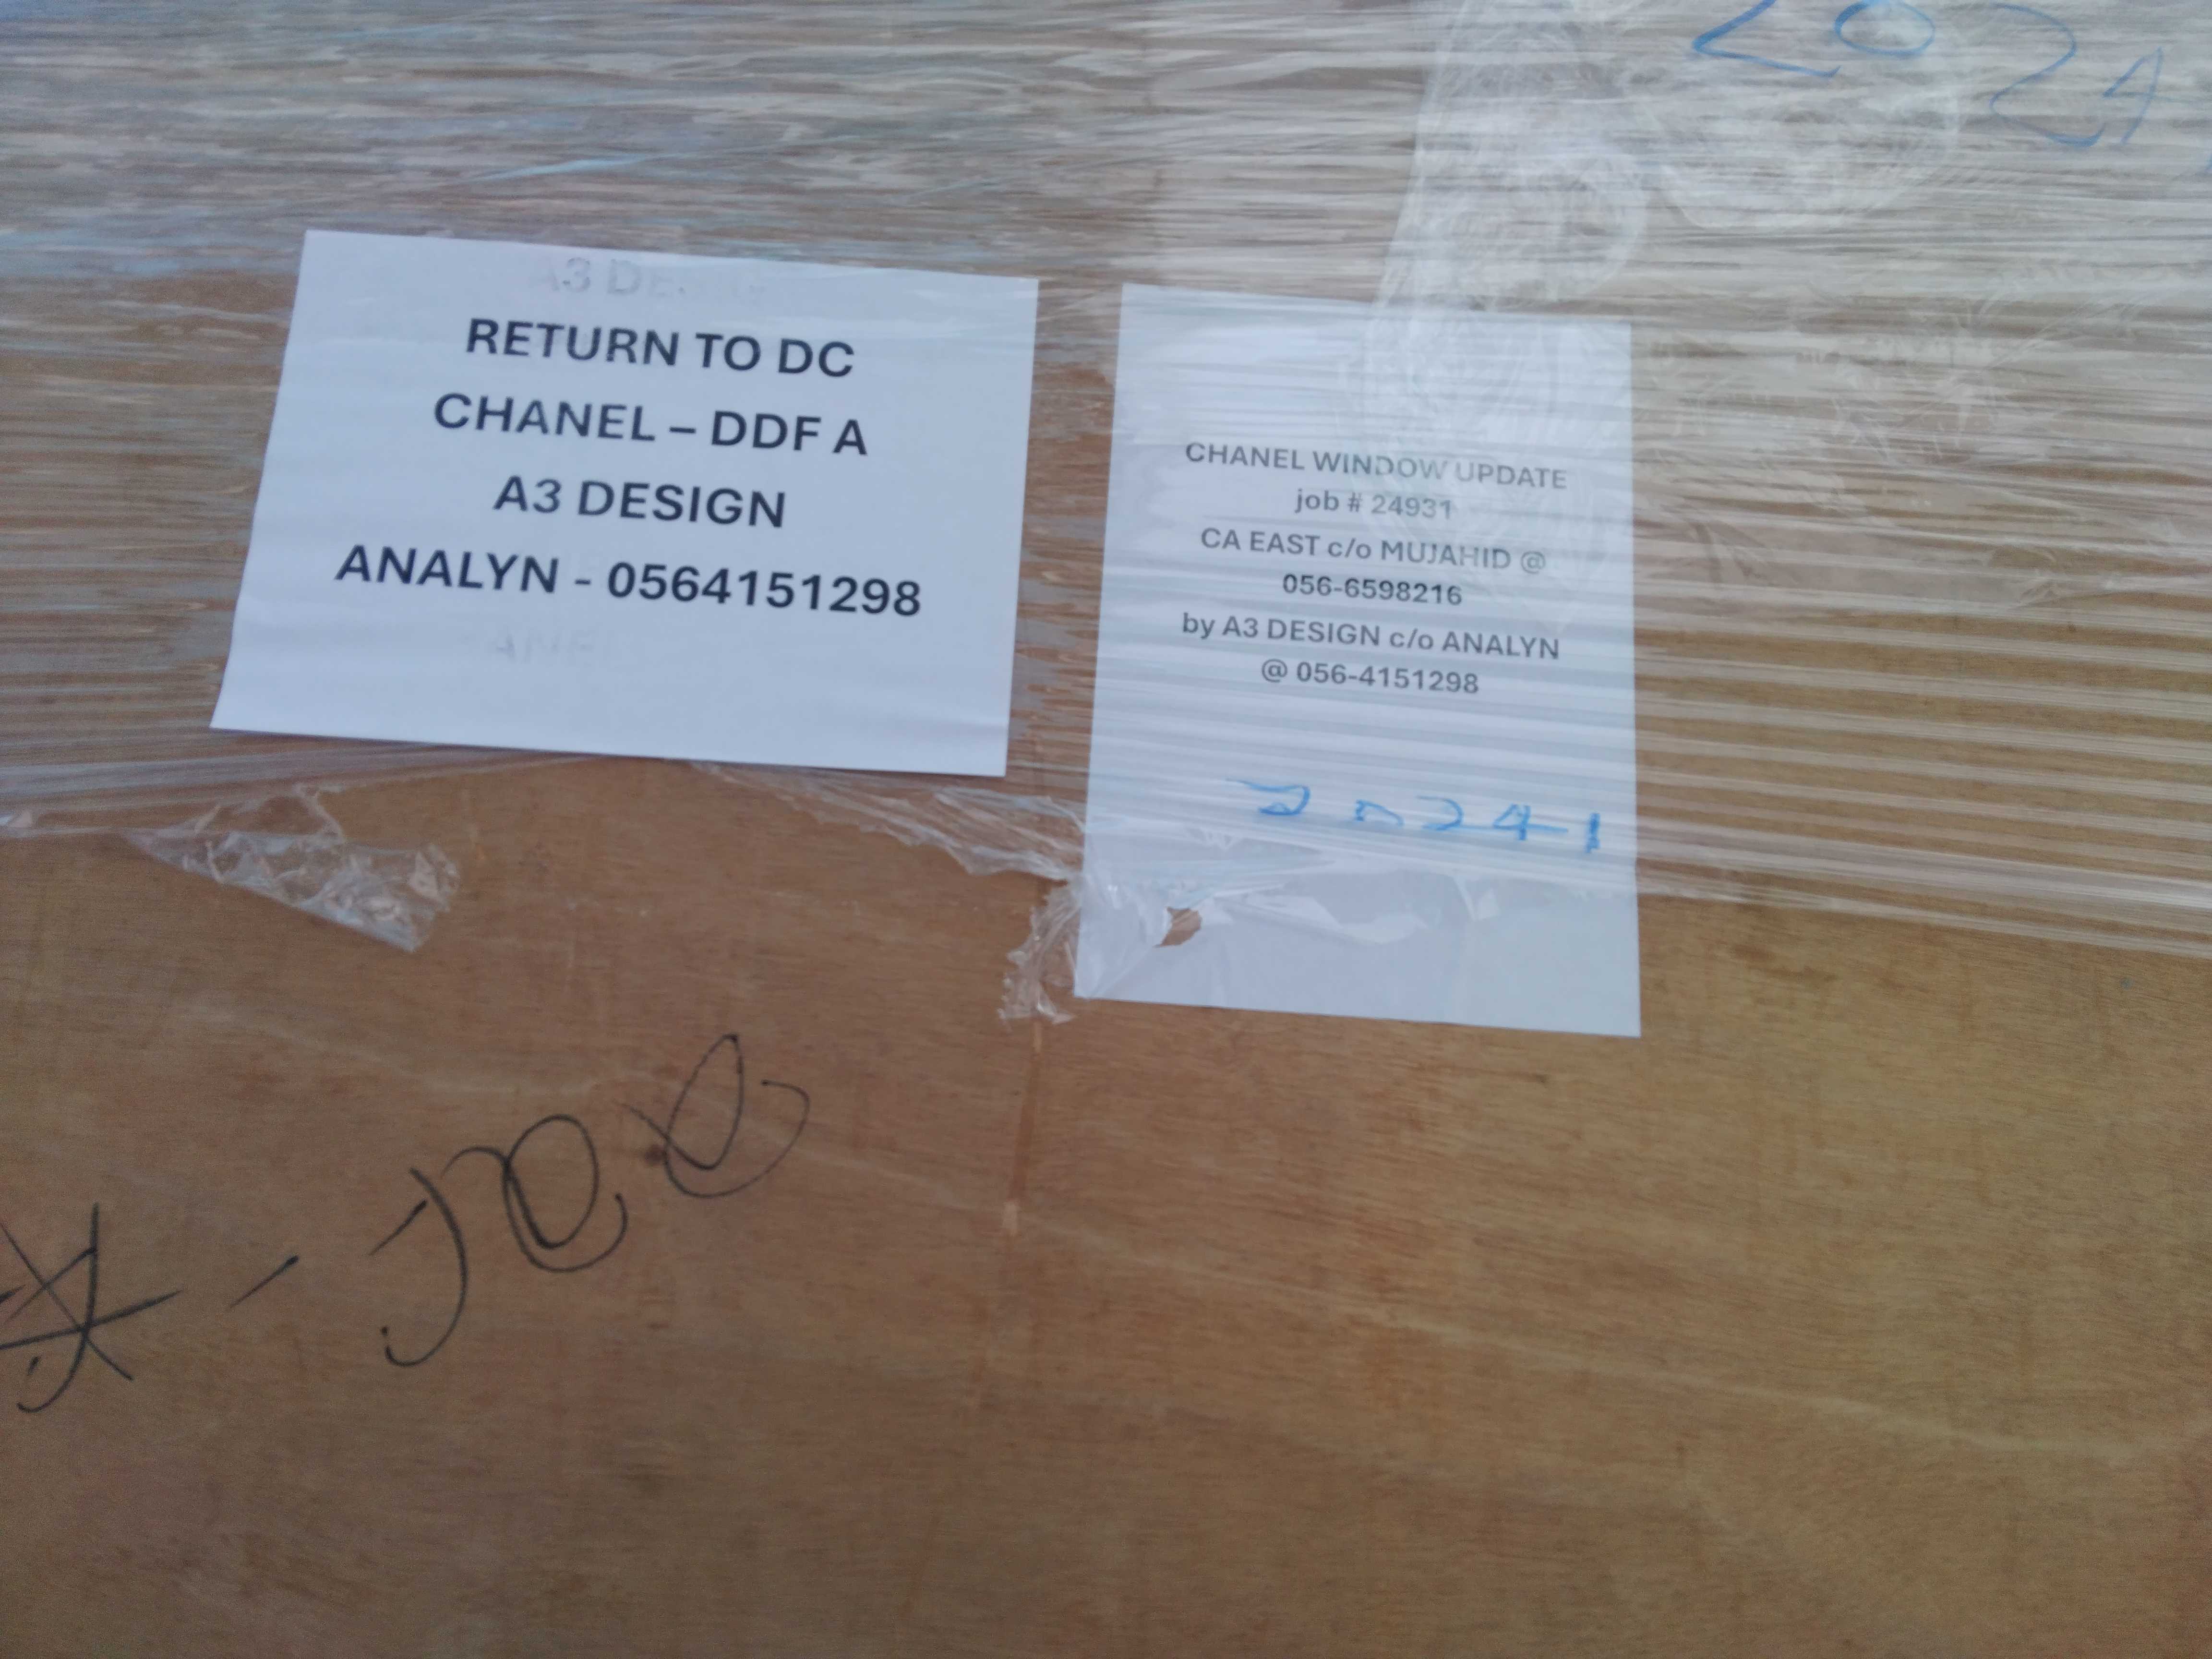 RETURN TO DC
CHANEL – DDF A
A3 DESIGN
ANALYN - 0564151298
CHANEL WINDOW UPDATE
job # 24931
CA EAST c/o MUJAHID @
056-6598216
by A3 DESIGN c/o ANALYN
@ 056-4151298